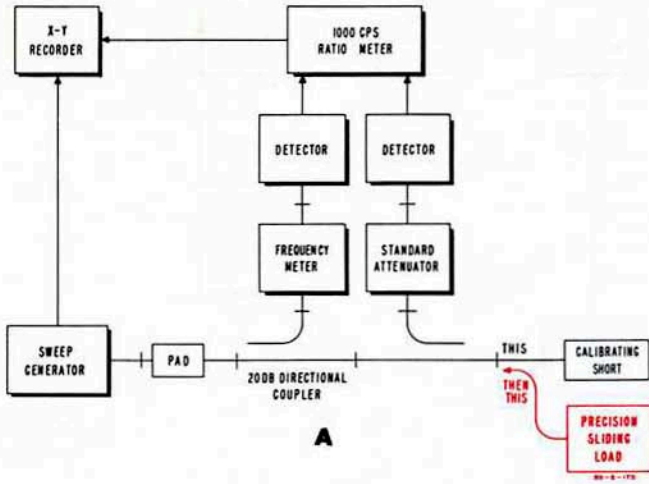 X-Y
RECORDER
1000 CPS
RATIO METER
DETECTOR
DETECTOR
FREQUENCY
METER
STANDARD
ATTENUATOR
SWEEP
GENERATOR
PAD
20DB DIRECTIONAL
COUPLER
THIS
CALIBRATING
SHORT
THEN
THIS
PRECISION
SLIDING
LOAD
A